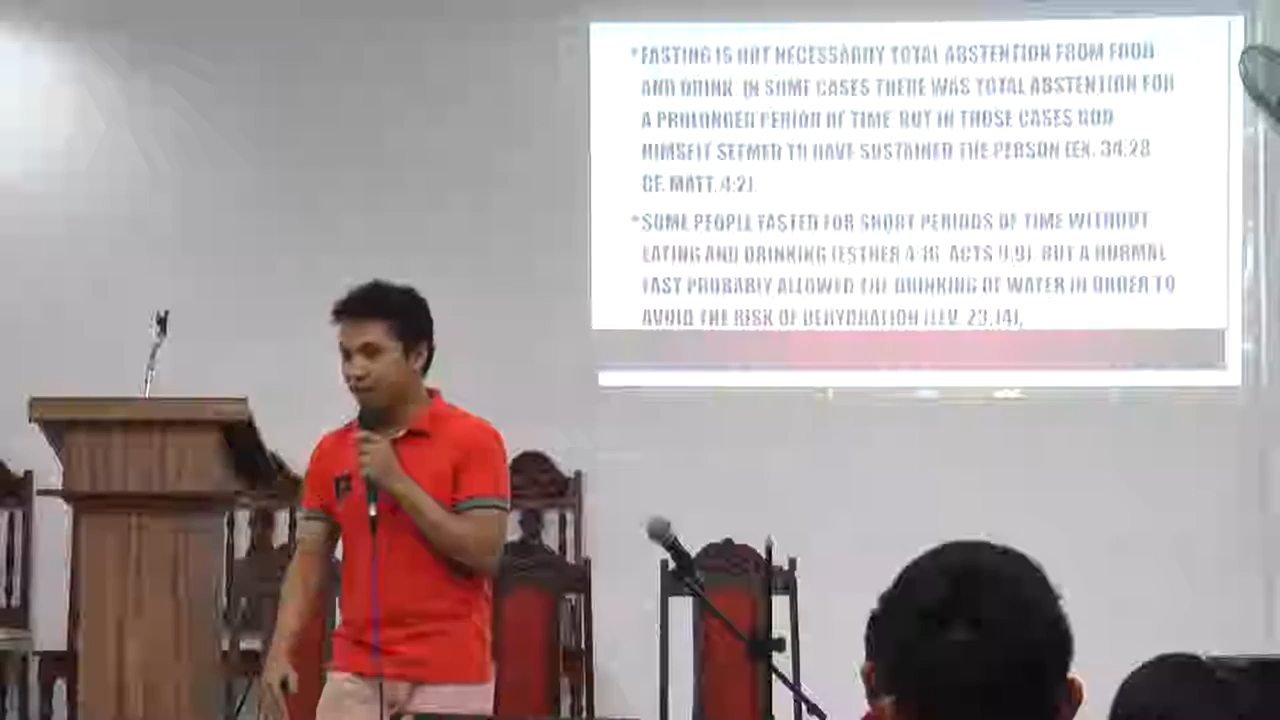 *FASTING IS NOT NECESSARILY TOTAL ABSTENTION FROM FOOD
AND DRINK. IN SOME CASES THERE WAS TOTAL ABSTENTION FOR
A PROLONGED PERIOD OF TIME BUT IN THOSE CASES GOD
HIMSELF SEEMED TO HAVE SUSTAINED THE PERSON (EX. 34:28
CF. MATT. 4:2).
*SOME PEOPLE FASTED FOR SHORT PERIODS OF TIME WITHOUT
EATING AND DRINKING (ESTHER 4:16; ACTS 9:9). BUT A NORMAL
FAST PROBABLY ALLOWED THE DRINKING OF WATER IN ORDER TO
AVOID THE RISK OF DEHYDRATION (LEV. 23:14).